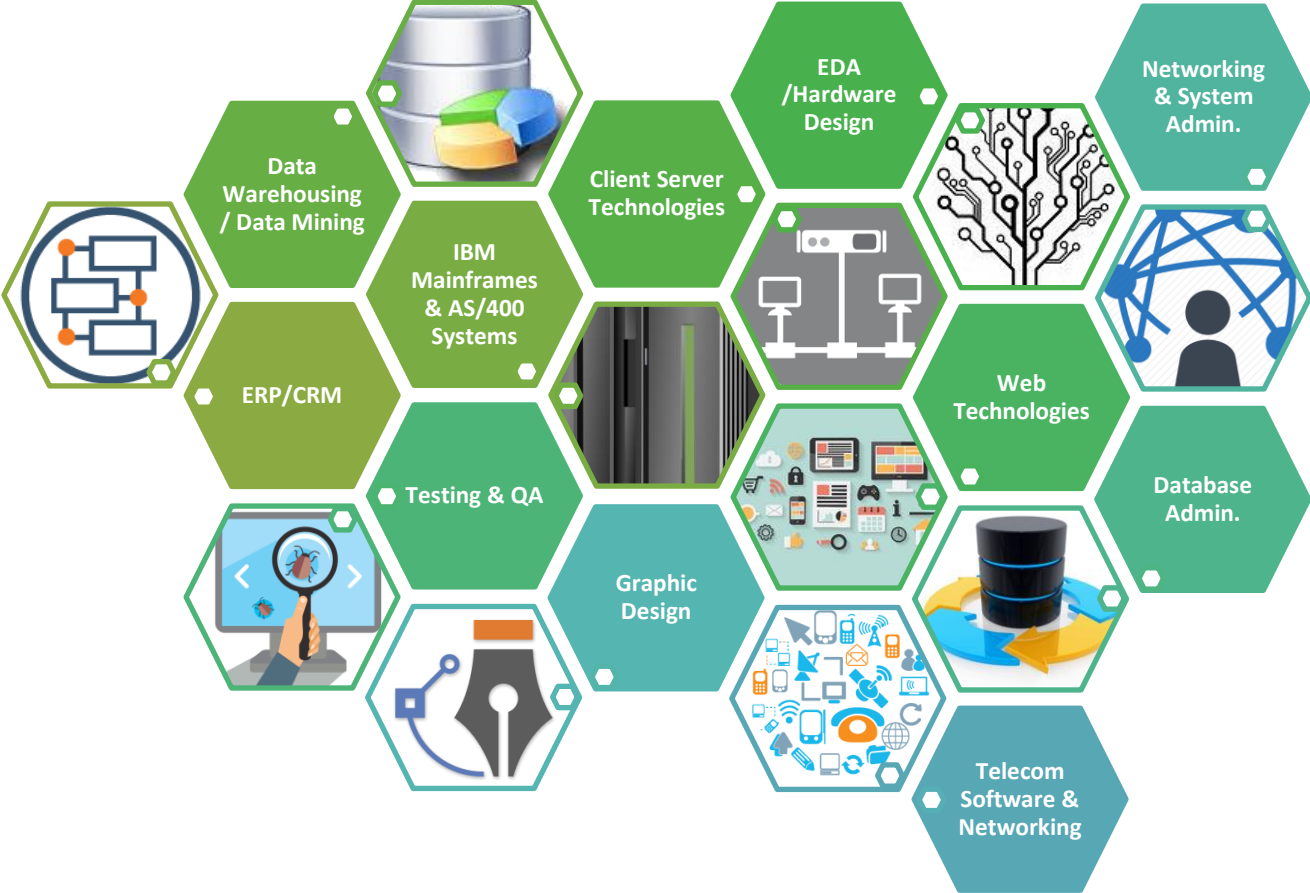 EDA
/Hardware
Design
Networking
& System
Admin.
Data
Warehousing
/ Data Mining
Client Server
Technologies
IBM
Mainframes
& AS/400
Systems
ERP/CRM
Web
Technologies
Testing & QA
Database
Admin.
Graphic
Design
Telecom
Software &
Networking